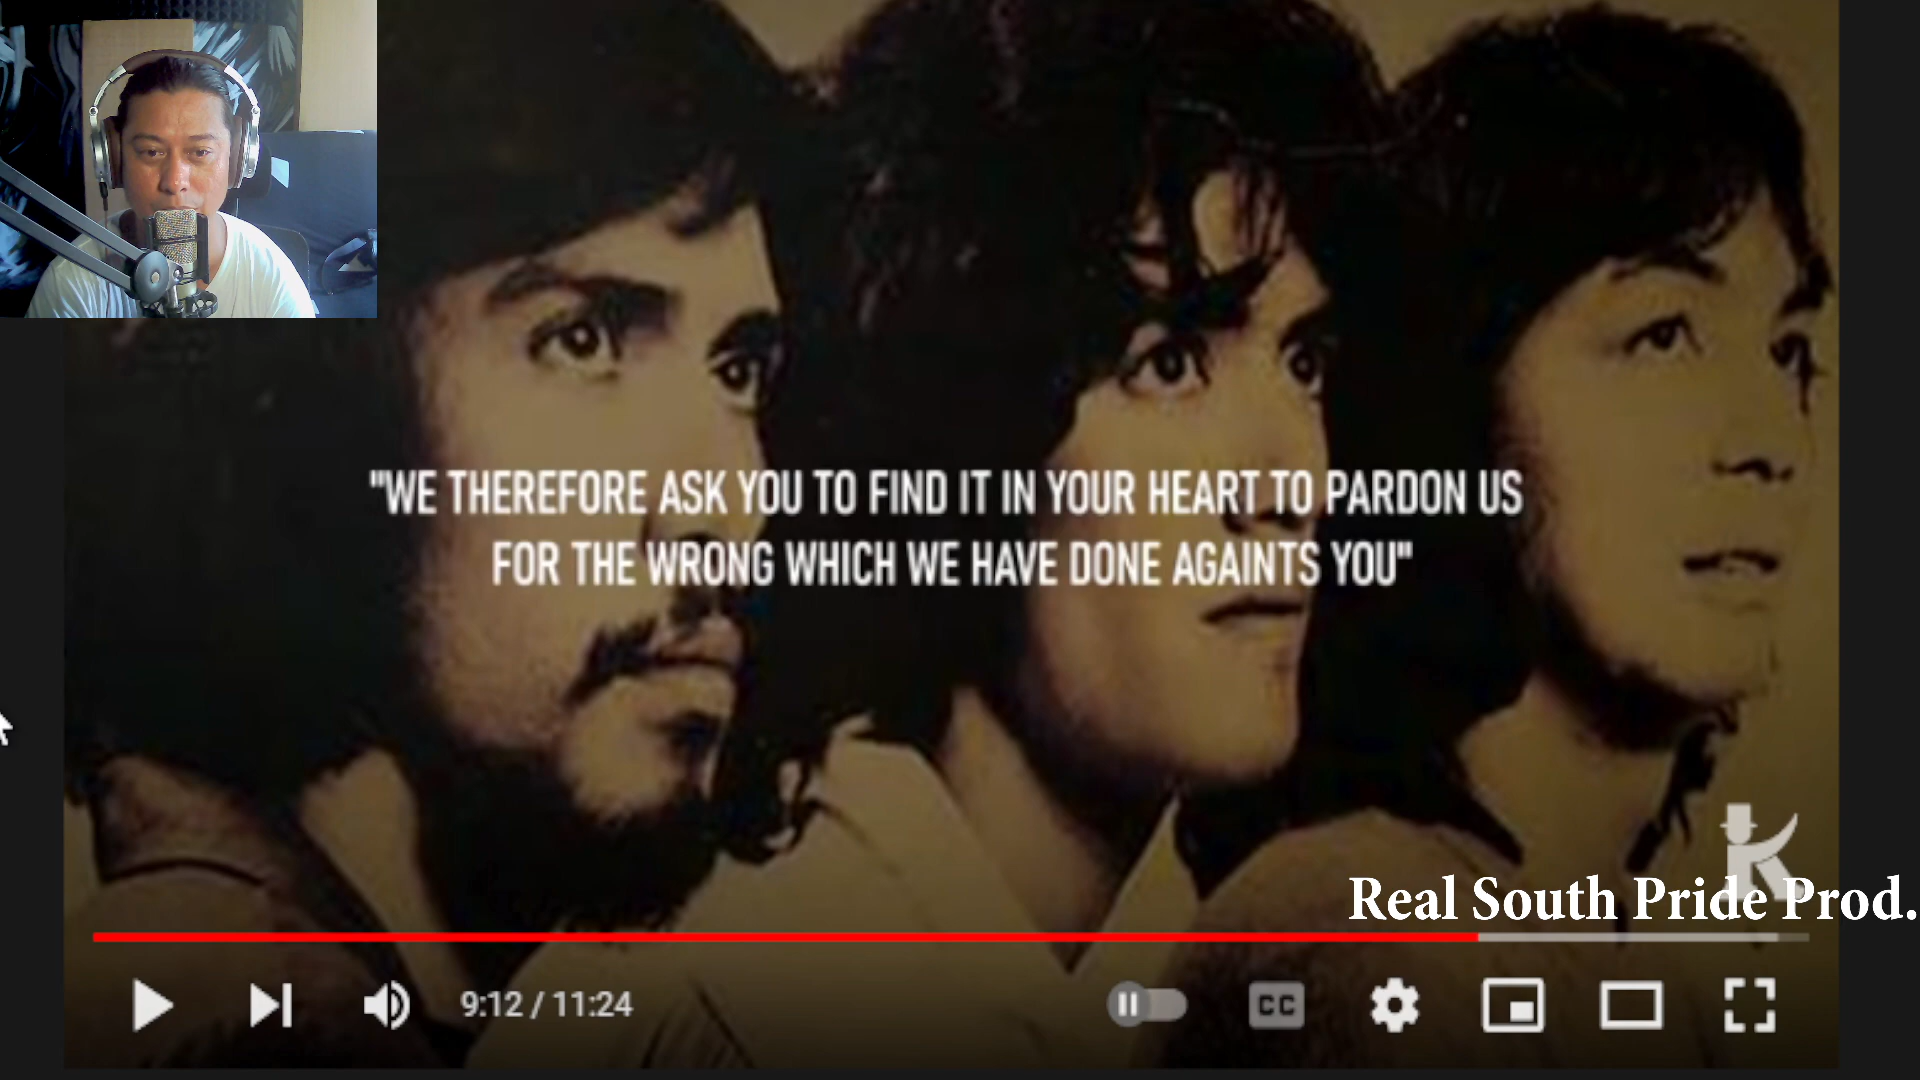 "WE THEREFORE ASK YOU TO FIND IT IN YOUR HEART TO PARDON US
FOR THE WRONG WHICH WE HAVE DONE AGAINTS YOU"
Real South Pride Prod.
9:12 / 11:24
CC